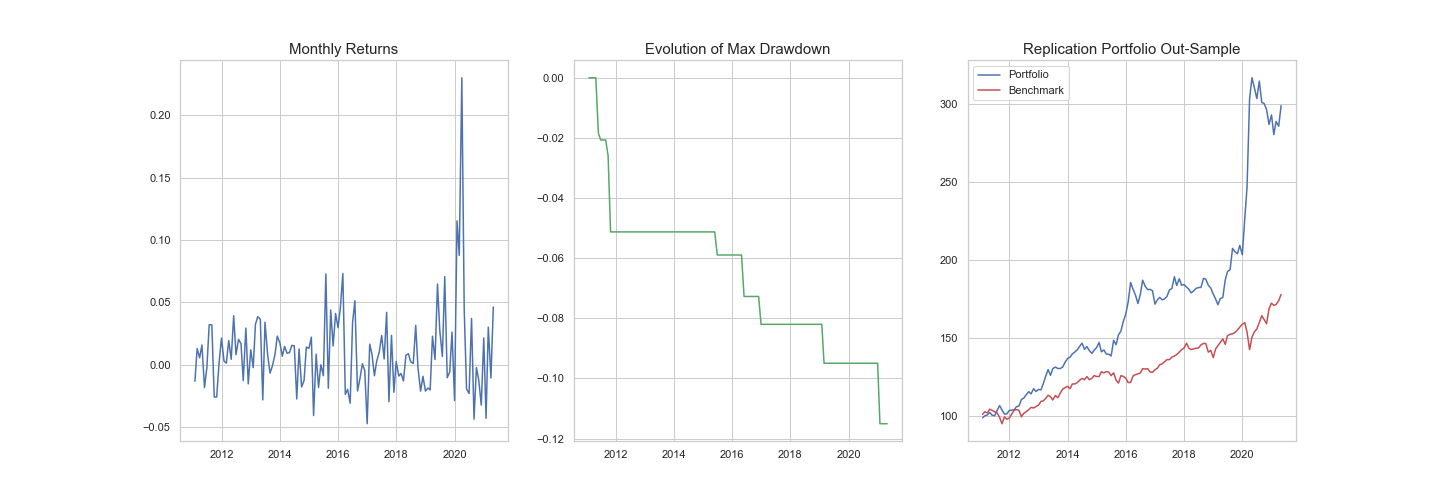 Monthly Returns
0.20
0.15
0.10
0.05
0.00
−0.05
2012 2014 2016 2018 2020
Evolution of Max Drawdown
0.00
−0.02
−0.04
−0.06
−0.08
−0.10
−0.12
2012 2014 2016 2018 2020
Replication Portfolio Out-Sample
Portfolio
Benchmark
300
250
200
150
100
2012 2014 2016 2018 2020